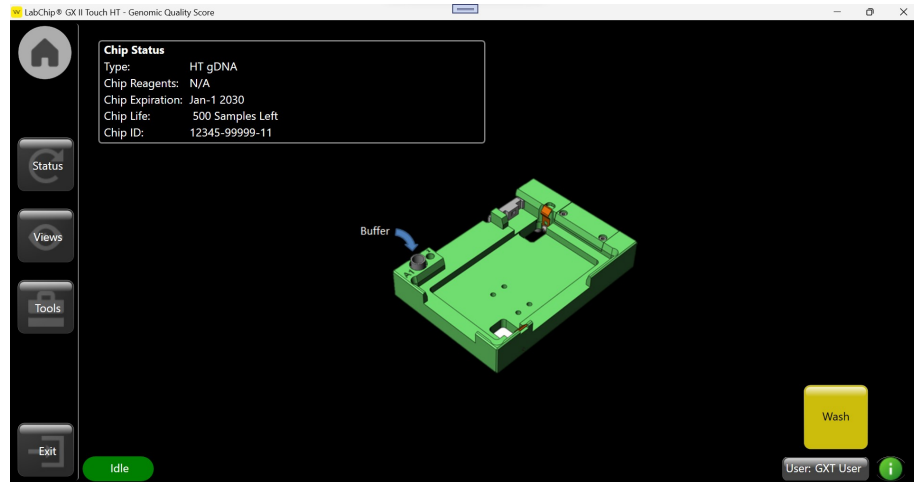 LabChip® GX II Touch HT - Genomic Quality Score
Chip Status
Type: HT gDNA
Chip Reagents: N/A
Chip Expiration: Jan-1 2030
Chip Life: 500 Samples Left
Chip ID: 12345-99999-11
Status
Views
Buffer
A1
Tools
Wash
Exit
Idle
User: GXT User
i